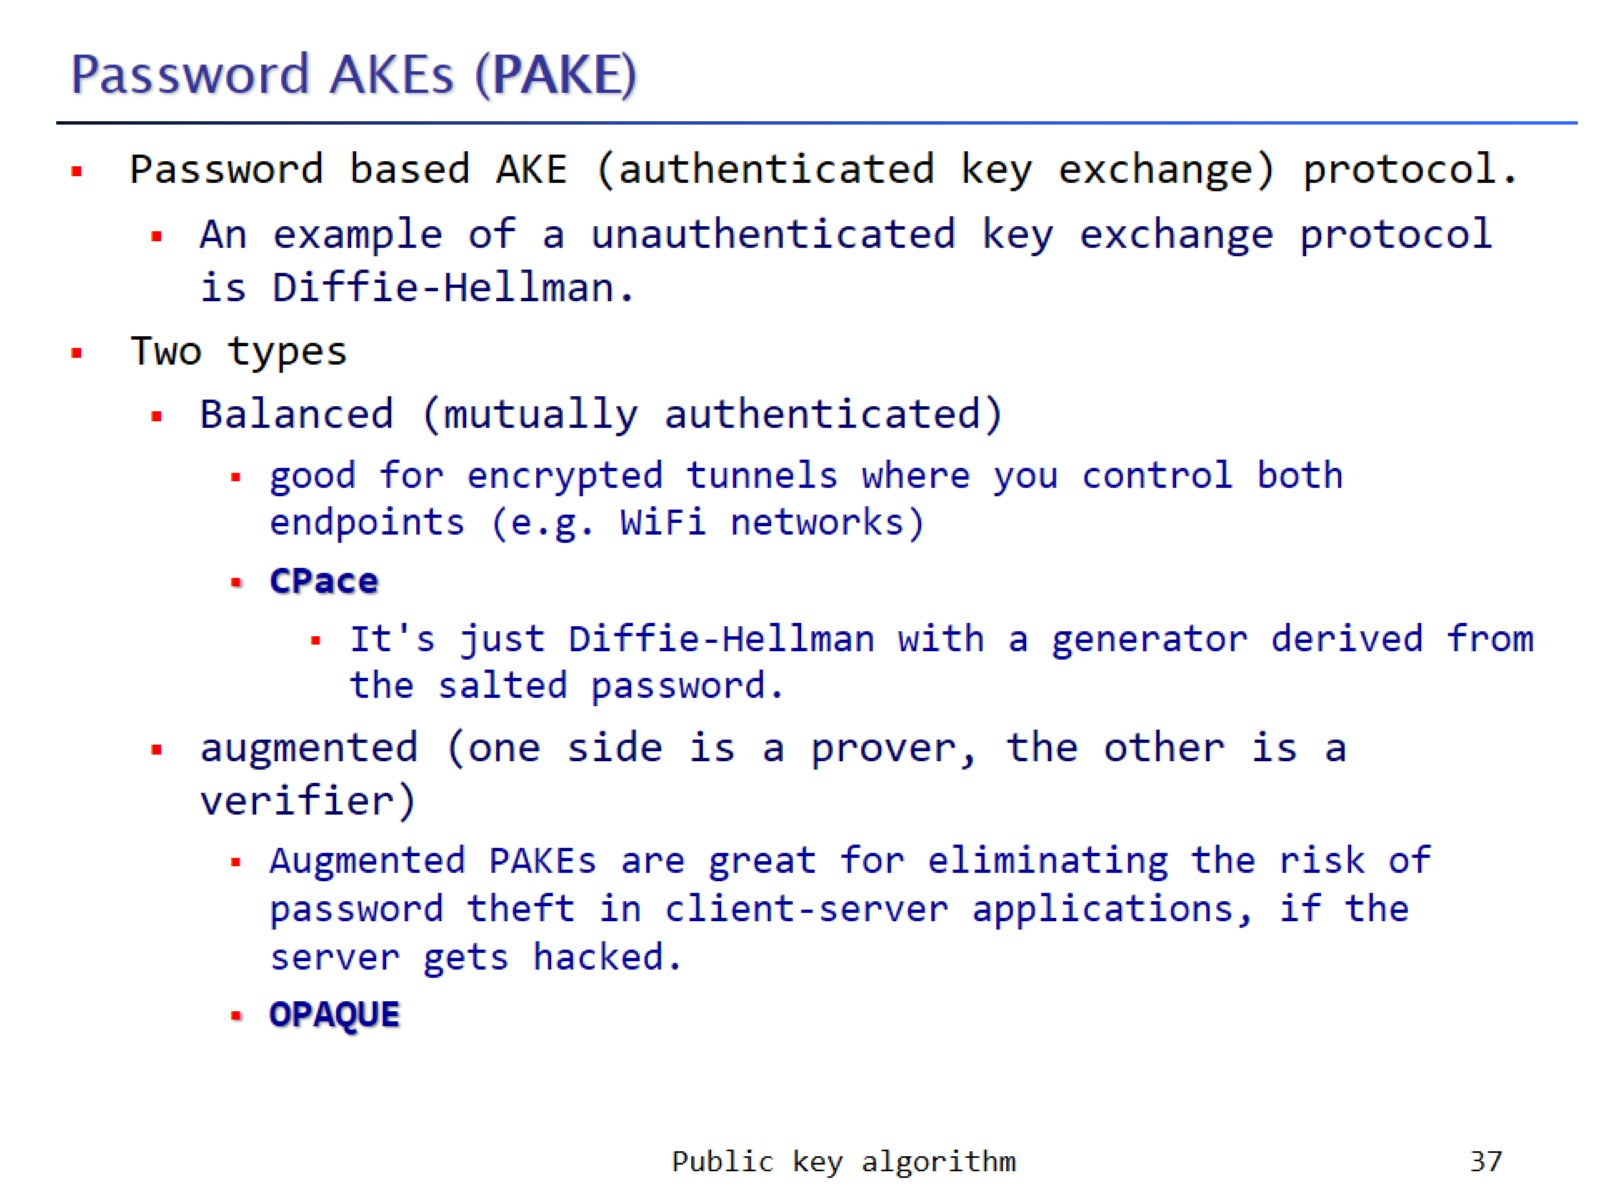 Password AKEs (PAKE)
Password based AKE (authenticated key exchange) protocol.
An example of a unauthenticated key exchange protocol
is Diffie-Hellman.
Two types
Balanced (mutually authenticated)
good for encrypted tunnels where you control both
endpoints (e.g. WiFi networks)
CPace
It's just Diffie-Hellman with a generator derived from
the salted password.
augmented (one side is a prover, the other is a
verifier)
Augmented PAKEs are great for eliminating the risk of
password theft in client-server applications, if the
server gets hacked.
OPAQUE
Public key algorithm
37